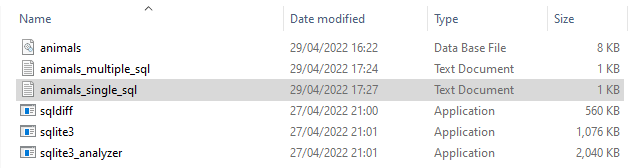 Name Date modified Type Size
animals 29/04/2022 16:22 Data Base File 8 KB
animals_multiple_sql 29/04/2022 17:24 Text Document 1 KB
animals_single_sql 29/04/2022 17:27 Text Document 1 KB
sqldiff 27/04/2022 21:00 Application 560 KB
sqlite3 27/04/2022 21:01 Application 1,076 KB
sqlite3_analyzer 27/04/2022 21:01 Application 2,040 KB